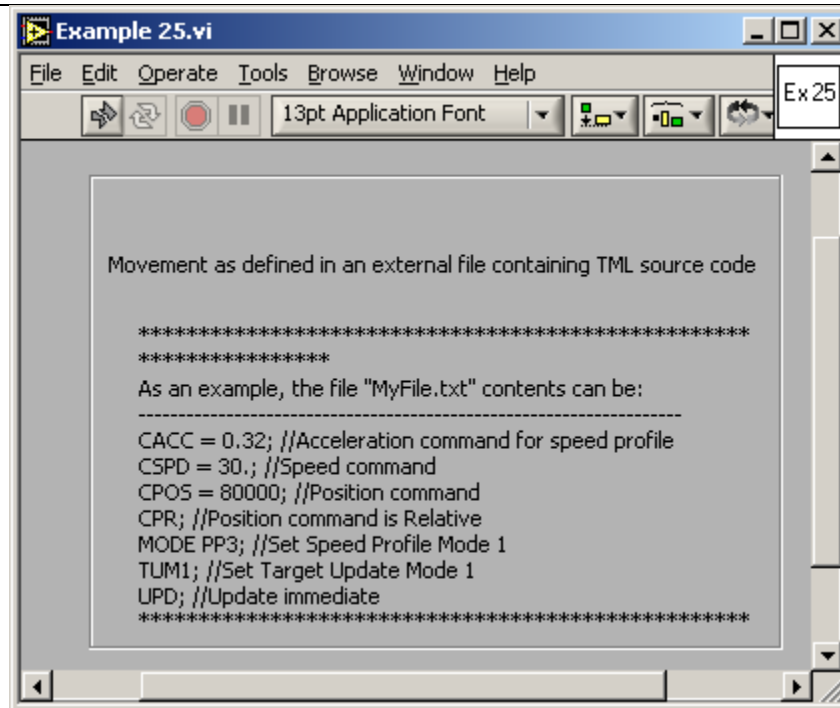 Example 25.vi
File Edit Operate Tools Browse Window Help
Ex 25
13pt Application Font
Movement as defined in an external file containing TML source code
***************************************************
****************
As an example, the file "MyFile.txt" contents can be:
--------------------------------------------------------------------
CACC = 0.32; //Acceleration command for speed profile
CSPD = 30.; //Speed command
CPOS = 80000; //Position command
CPR; //Position command is Relative
MODE PP3; //Set Speed Profile Mode 1
TUM1; //Set Target Update Mode 1
UPD; //Update immediate
***************************************************